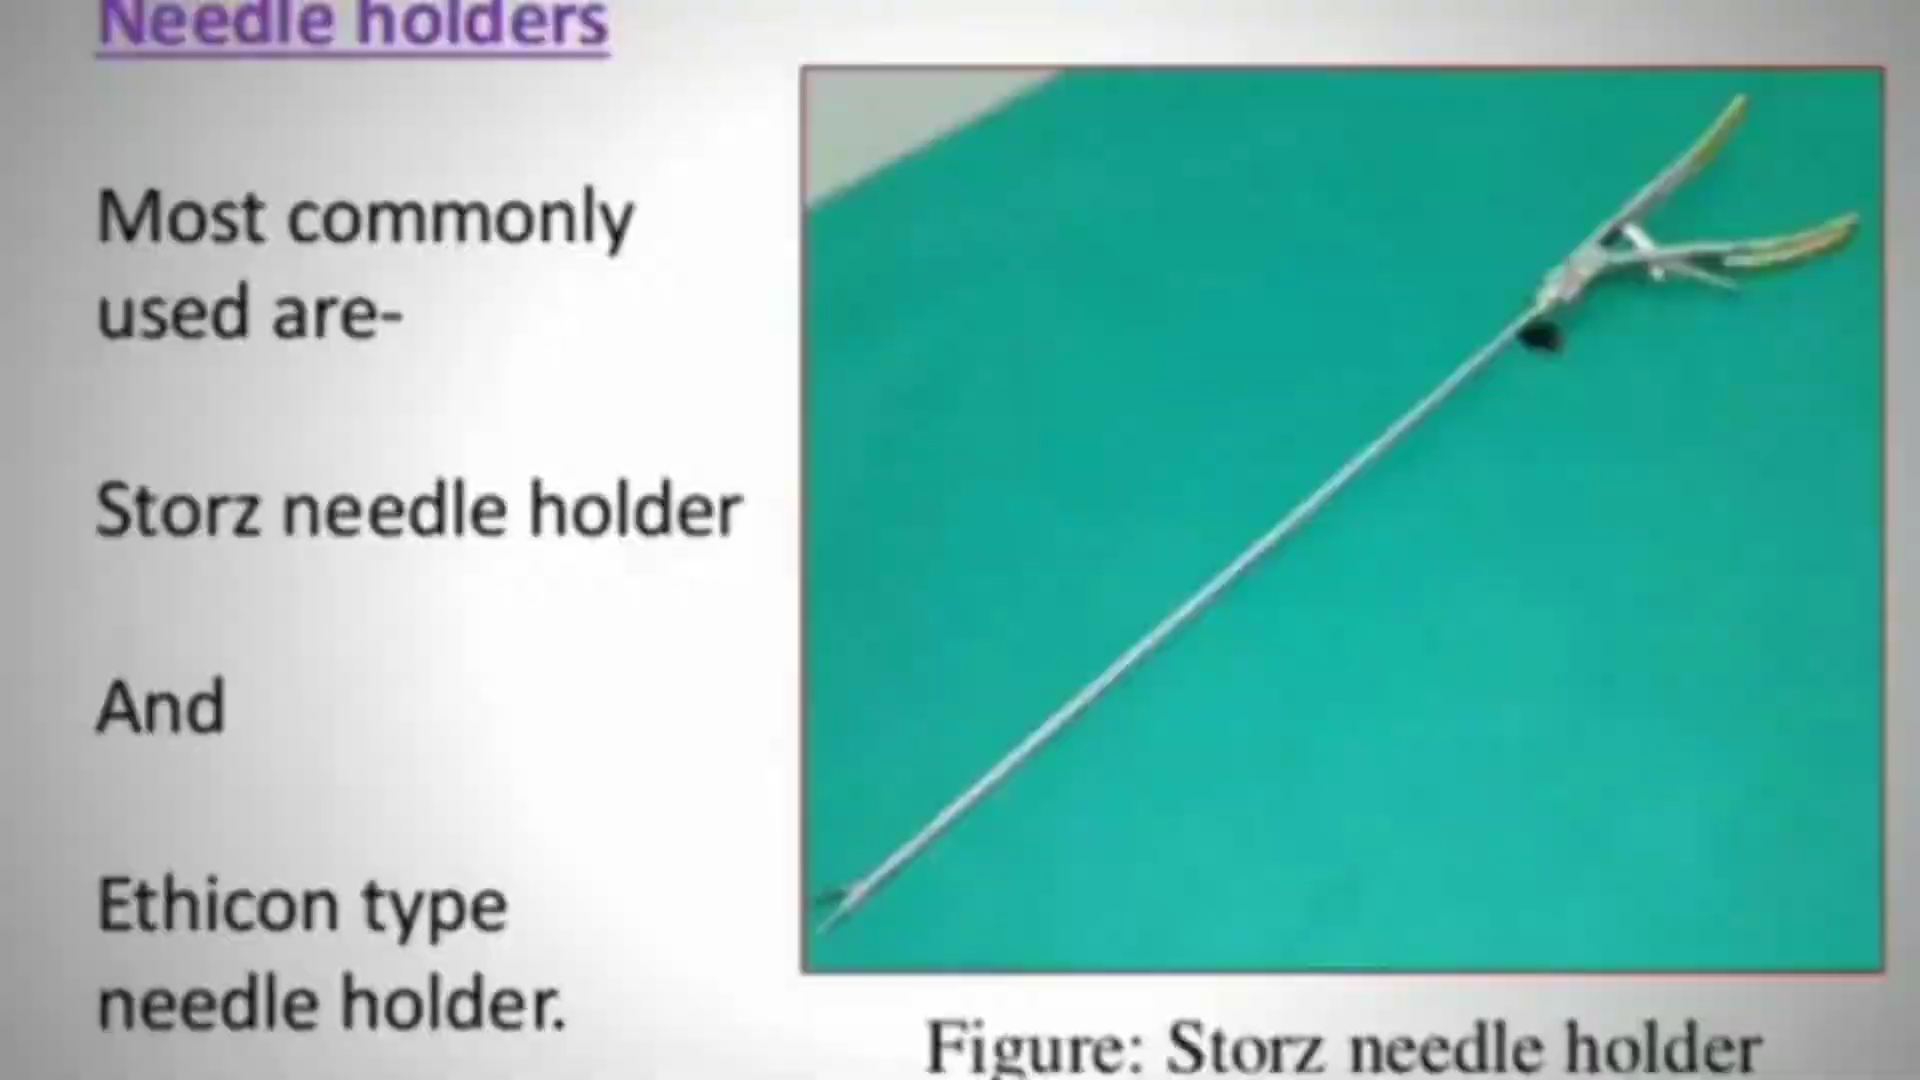 Needle holders
Most commonly
used are-
Storz needle holder
And
Ethicon type
needle holder.
Figure: Storz needle holder